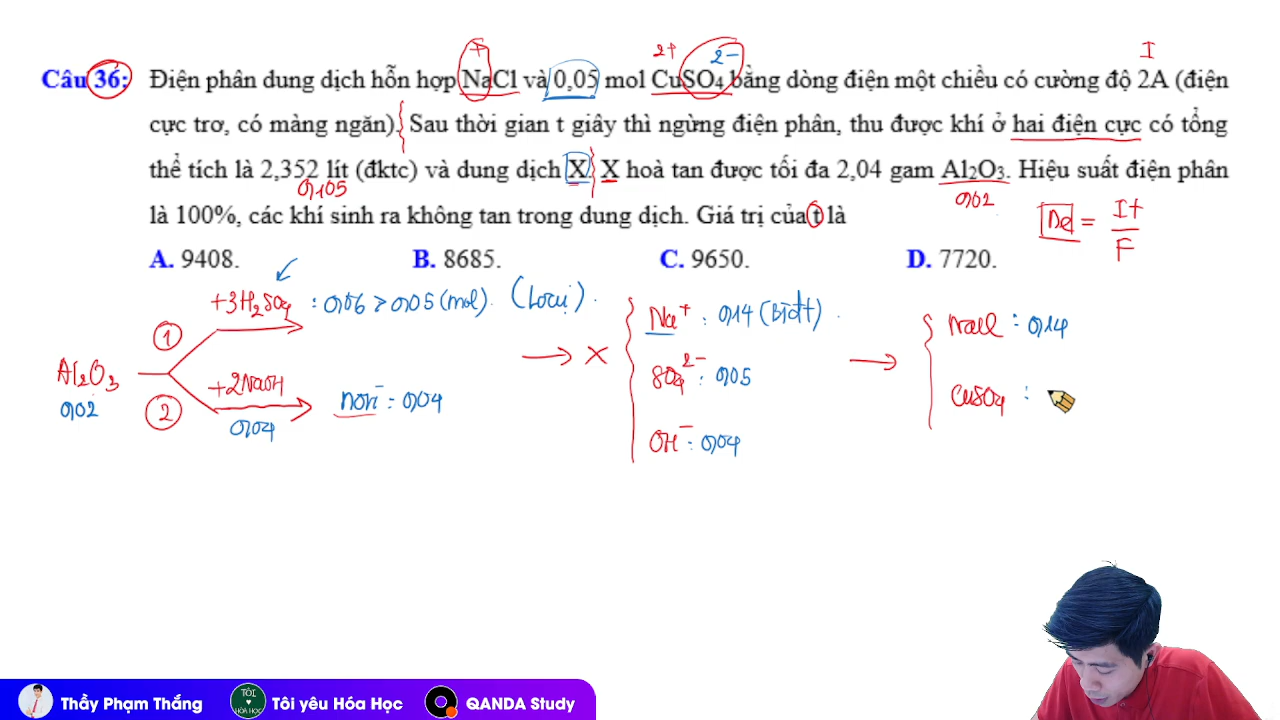 Câu 36: Điện phân dung dịch hỗn hợp NaCl và 0,05 mol CuSO4 bằng dòng điện một chiều có cường độ 2A (điện
cực trơ, có màng ngăn). Sau thời gian t giây thì ngừng điện phân, thu được khí ở hai điện cực có tổng
thể tích là 2,352 lít (đktc) và dung dịch X. X hoà tan được tối đa 2,04 gam Al2O3. Hiệu suất điện phân
là 100%, các khí sinh ra không tan trong dung dịch. Giá trị của t là
A. 9408. B. 8685. C. 9650. D. 7720.
+ 2+ 2- I
0,105 0,02
ne = It/F
① +3H2SO4 : 0,06 > 0,05 (mol). (Loại).
Al2O3
0,02
② +2NaOH
0,04
nOH- = 0,04
→ X
Na+ : 0,14 (BTĐT).
SO4 2- : 0,05
OH- : 0,04
→
NaCl : 0,14
CuSO4 :
Thầy Phạm Thắng
TÔI ♥ HÓA HỌC
Tôi yêu Hóa Học
QANDA Study